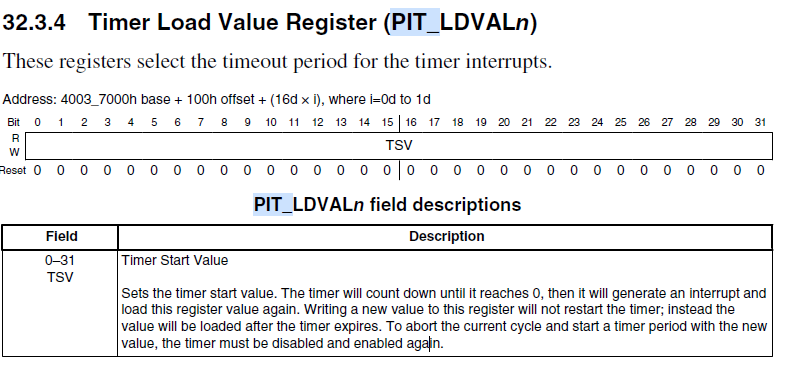 32.3.4 Timer Load Value Register (PIT_LDVALn)
These registers select the timeout period for the timer interrupts.
Address: 4003_7000h base + 100h offset + (16d × i), where i=0d to 1d
Bit 0 1 2 3 4 5 6 7 8 9 10 11 12 13 14 15 16 17 18 19 20 21 22 23 24 25 26 27 28 29 30 31
R
TSV
W
Reset 0 0 0 0 0 0 0 0 0 0 0 0 0 0 0 0 0 0 0 0 0 0 0 0 0 0 0 0 0 0 0 0
PIT_LDVALn field descriptions
Field Description
0–31 Timer Start Value
TSV
Sets the timer start value. The timer will count down until it reaches 0, then it will generate an interrupt and
load this register value again. Writing a new value to this register will not restart the timer; instead the
value will be loaded after the timer expires. To abort the current cycle and start a timer period with the new
value, the timer must be disabled and enabled again.